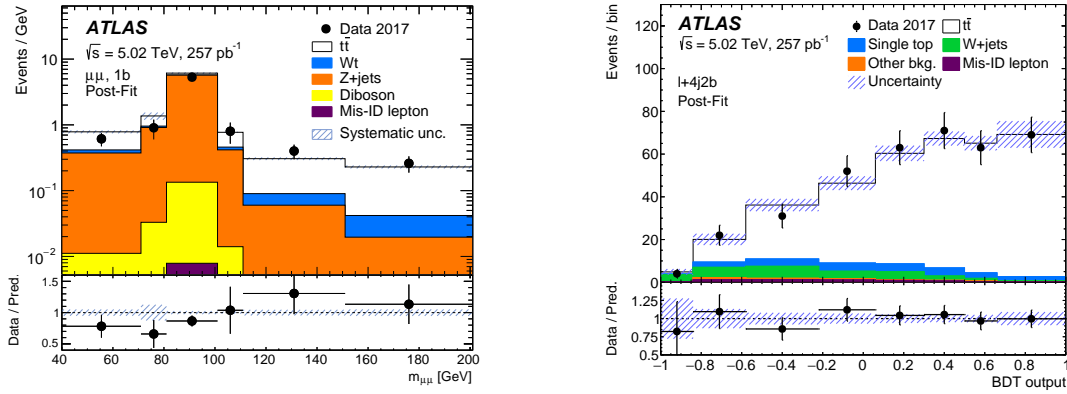 ATLAS
√s = 5.02 TeV, 257 pb⁻¹
μμ, 1b
Post-Fit
Data 2017
tt̄
Wt
Z+jets
Diboson
Mis-ID lepton
Systematic unc.
Events / GeV
10
1
10⁻¹
10⁻²
Data / Pred.
1.5
1
0.5
40 60 80 100 120 140 160 180 200
m_μμ [GeV]
ATLAS
√s = 5.02 TeV, 257 pb⁻¹
l+4j2b
Post-Fit
Data 2017
tt̄
Single top
W+jets
Other bkg.
Mis-ID lepton
Uncertainty
Events / bin
120
100
80
60
40
20
0
Data / Pred.
1.25
1
0.75
0.5
−1 −0.8 −0.6 −0.4 −0.2 0 0.2 0.4 0.6 0.8 1
BDT output